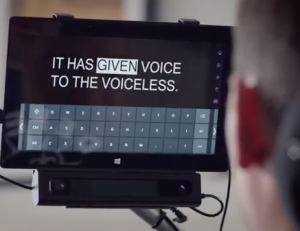 IT HAS GIVEN VOICE
TO THE VOICELESS.